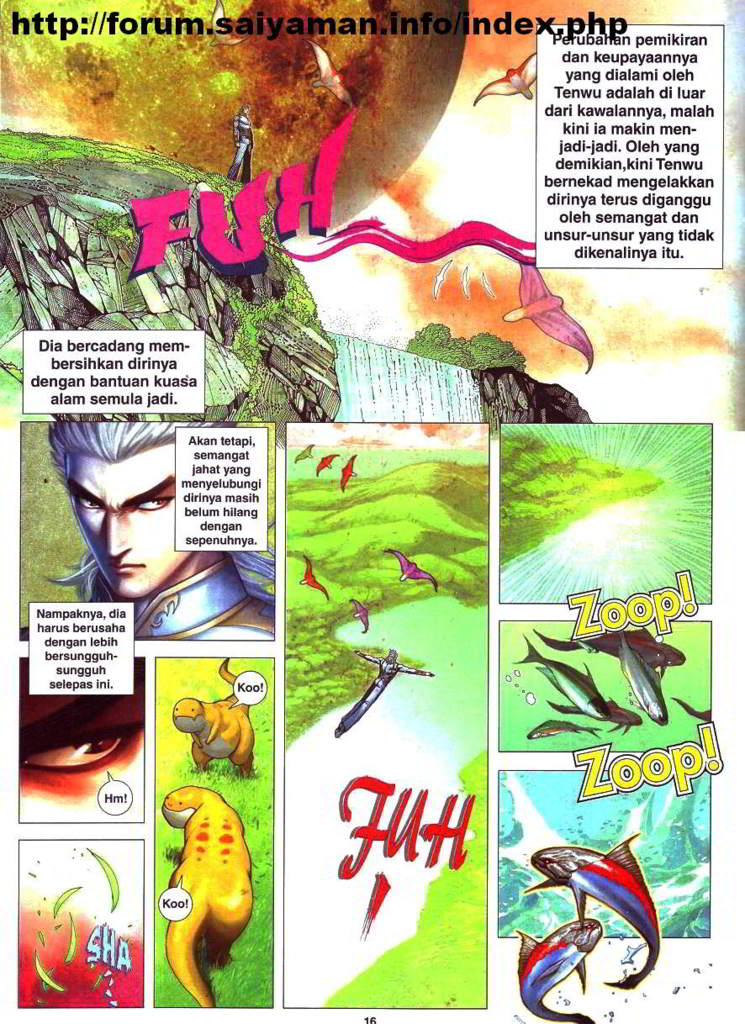 http://forum.saiyaman.info/index.php
Perubahan pemikiran
dan keupayaannya
yang dialami oleh
Tenwu adalah di luar
dari kawalannya, malah
kini ia makin men-
jadi-jadi. Oleh yang
demikian,kini Tenwu
bernekad mengelakkan
dirinya terus diganggu
oleh semangat dan
unsur-unsur yang tidak
dikenalinya itu.
FUH
Dia bercadang mem-
bersihkan dirinya
dengan bantuan kuasa
alam semula jadi.
Akan tetapi,
semangat
jahat yang
menyelubungi
dirinya masih
belum hilang
dengan
sepenuhnya.
Nampaknya, dia
harus berusaha
dengan lebih
bersungguh-
sungguh
selepas ini.
Hm!
SHA
Koo!
Koo!
FUH
!
Zoop!
Zoop!
16